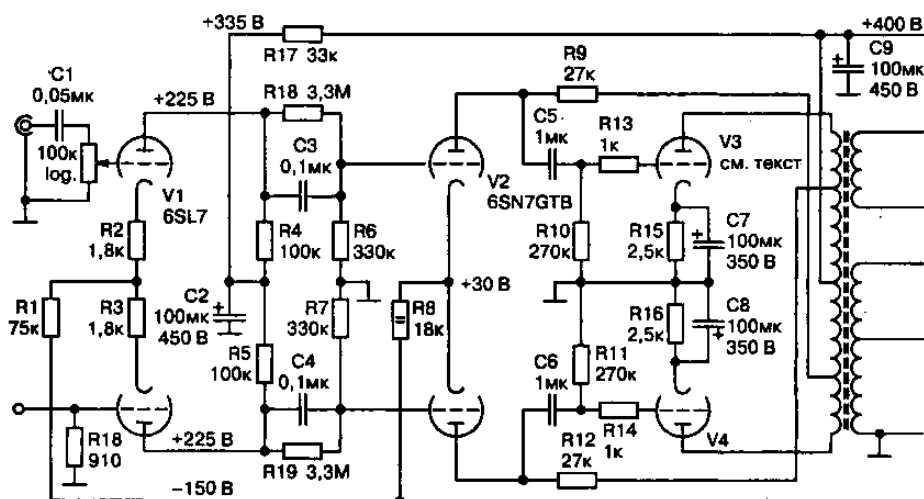 +335 В
R17 33к
+400 В
C9
100мк
450 В
R9
27к
C1
0,05мк
+225 В
R18 3,3М
C3
0,1мк
C5
1мк
R13
1к
V3
см. текст
100к
log.
V1
6SL7
V2
6SN7GTB
R2
1,8к
R4
100к
R6
330к
R10
270к
R15
2,5к
C7
100мк
350 В
R1
75к
R3
1,8к
C2
100мк
450 В
R7
330к
+30 В
R8
18к
R16
2,5к
C8
100мк
350 В
R5
100к
C4
0,1мк
C6
1мк
R11
270к
R18
910
+225 В
R19 3,3М
R14
1к
V4
R12
27к
−150 В